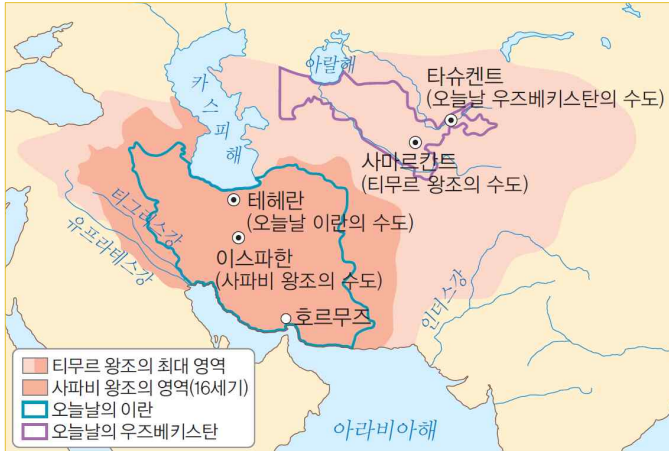 아랄해
카
스
피
해
타슈켄트
(오늘날 우즈베키스탄의 수도)
사마르칸트
(티무르 왕조의 수도)
테헤란
(오늘날 이란의 수도)
티그리스강
유프라테스강
이스파한
(사파비 왕조의 수도)
인더스강
호르무즈
티무르 왕조의 최대 영역
사파비 왕조의 영역(16세기)
오늘날의 이란
오늘날의 우즈베키스탄
아라비아해